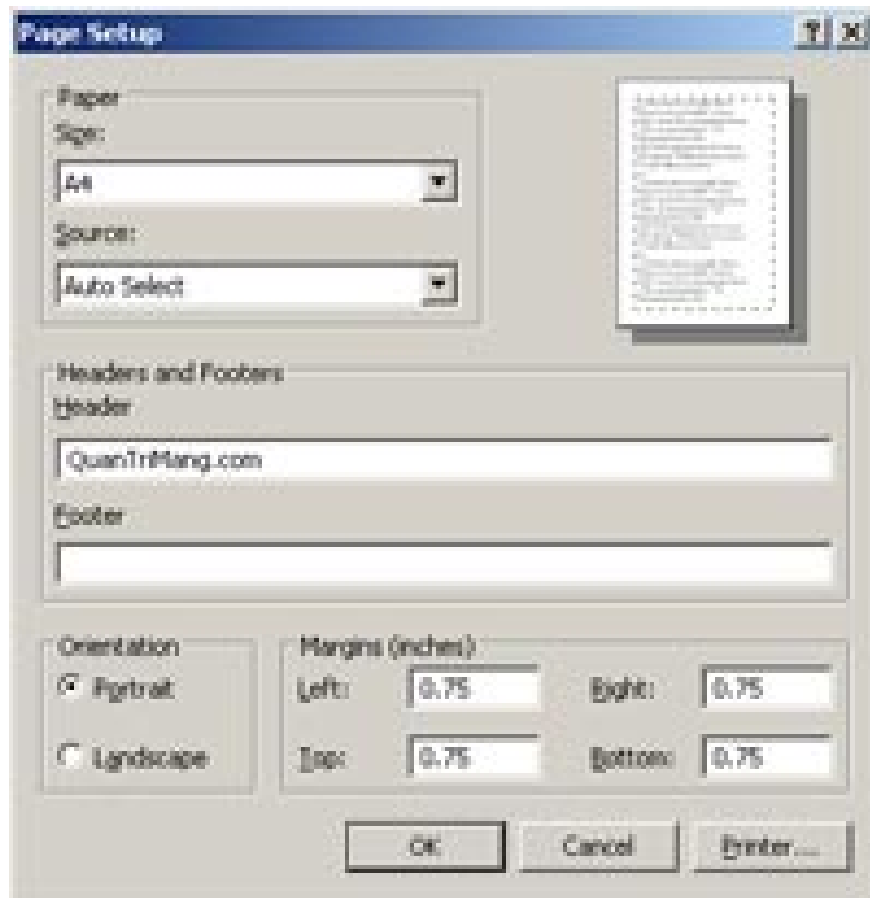 Page Setup
Paper
Size:
A4
Source:
Auto Select
Headers and Footers
Header
QuanTriMang.com
Footer
Orientation
Portrait
Landscape
Margins (inches)
Left: 0.75 Right: 0.75
Top: 0.75 Bottom: 0.75
OK Cancel Printer...